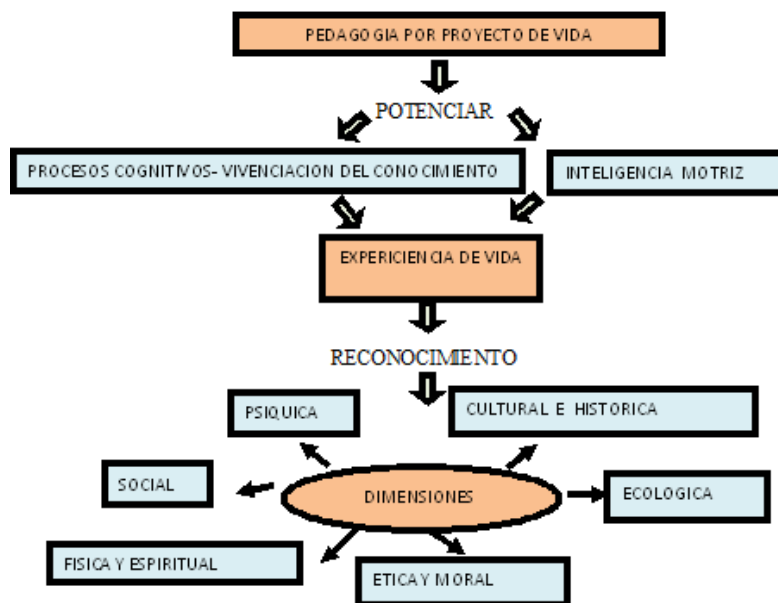 PEDAGOGIA POR PROYECTO DE VIDA
POTENCIAR
PROCESOS COGNITIVOS- VIVENCIACION DEL CONOCIMIENTO
INTELIGENCIA MOTRIZ
EXPERICIENCIA DE VIDA
RECONOCIMIENTO
PSIQUICA
CULTURAL E HISTORICA
SOCIAL
DIMENSIONES
ECOLOGICA
FISICA Y ESPIRITUAL
ETICA Y MORAL